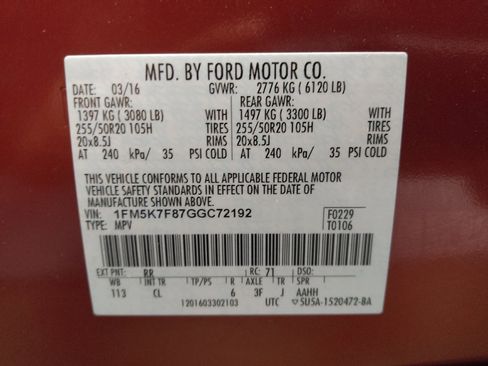 MFD. BY FORD MOTOR CO.
DATE: 03/16 GVWR: 2776 KG ( 6120 LB)
FRONT GAWR: REAR GAWR:
1397 KG ( 3080 LB) WITH 1497 KG ( 3300 LB) WITH
255/50R20 105H TIRES 255/50R20 105H TIRES
20x8.5J RIMS 20x8.5J RIMS
AT 240 kPa/ 35 PSI COLD AT 240 kPa/ 35 PSI COLD
THIS VEHICLE CONFORMS TO ALL APPLICABLE FEDERAL MOTOR
VEHICLE SAFETY STANDARDS IN EFFECT ON THE DATE OF
MANUFACTURE SHOWN ABOVE.
VIN: 1FM5K7F87GGC72192 F0229
TYPE: MPV T0106
EXT PNT: RR RC: 71 DSO:
WB INT TR TP/PS R AXLE TR
113 CL 6 3F J AAHH
1201603302103 UTC 5U5A-1520472-BA